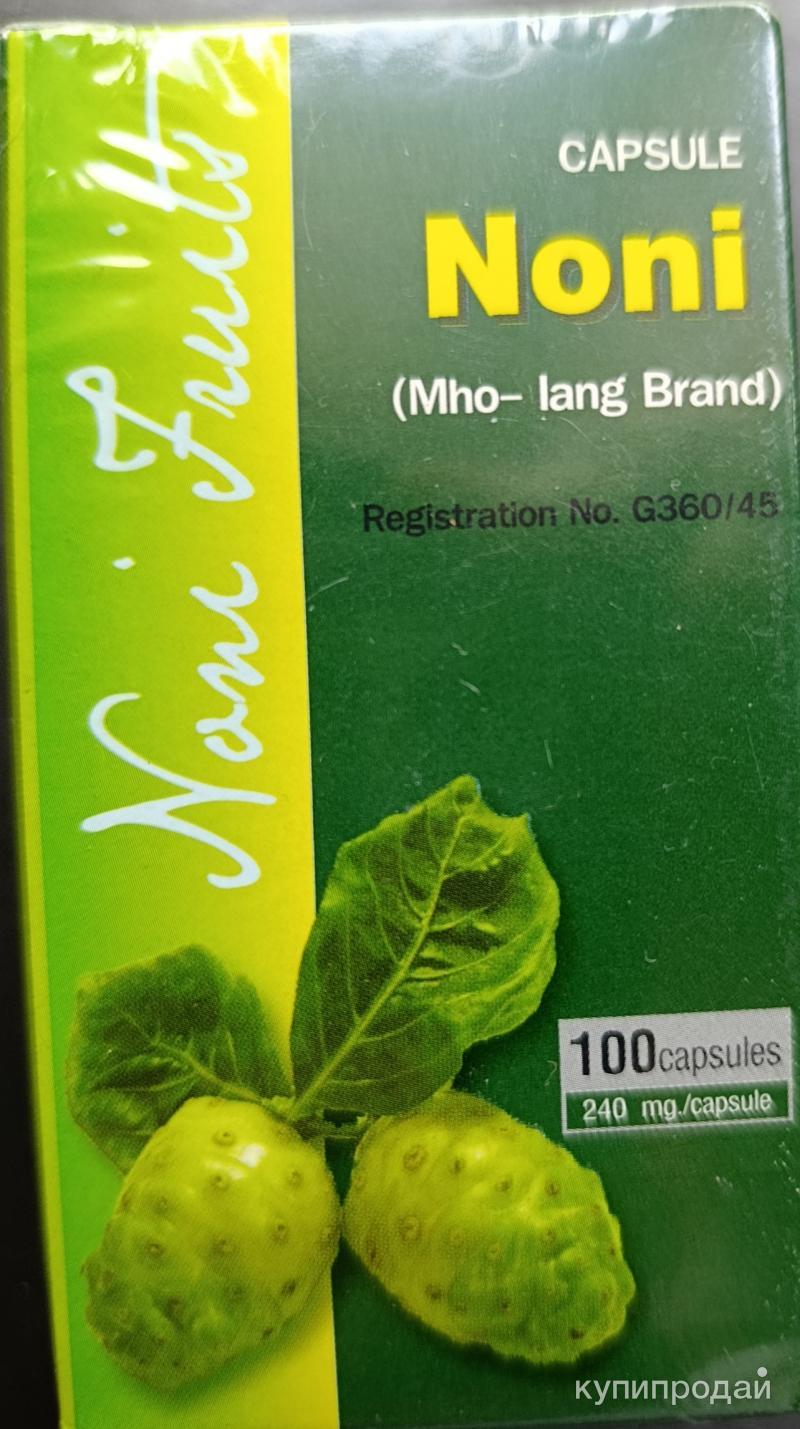 Noni Fruits
CAPSULE
Noni
(Mho– lang Brand)
Registration No. G360/45
100capsules
240 mg./capsule
купипродай